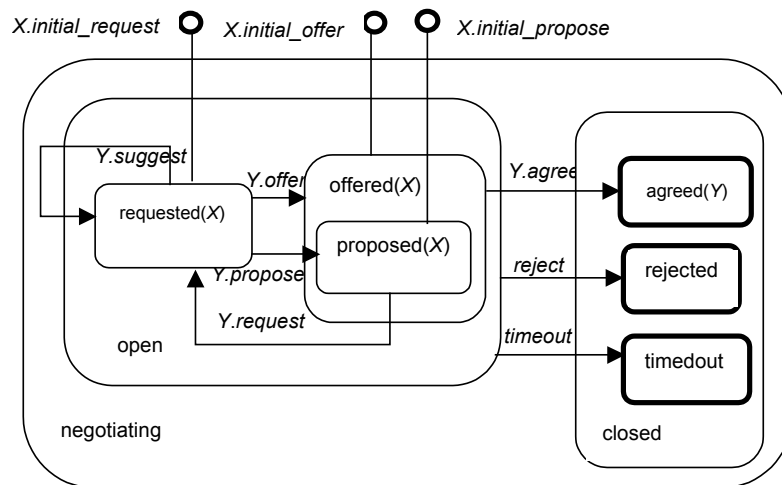 X.initial_request
X.initial_offer
X.initial_propose
Y.suggest
Y.offer
offered(X)
Y.agree
agreed(Y)
requested(X)
proposed(X)
Y.propose
reject
rejected
Y.request
open
timeout
timedout
negotiating
closed